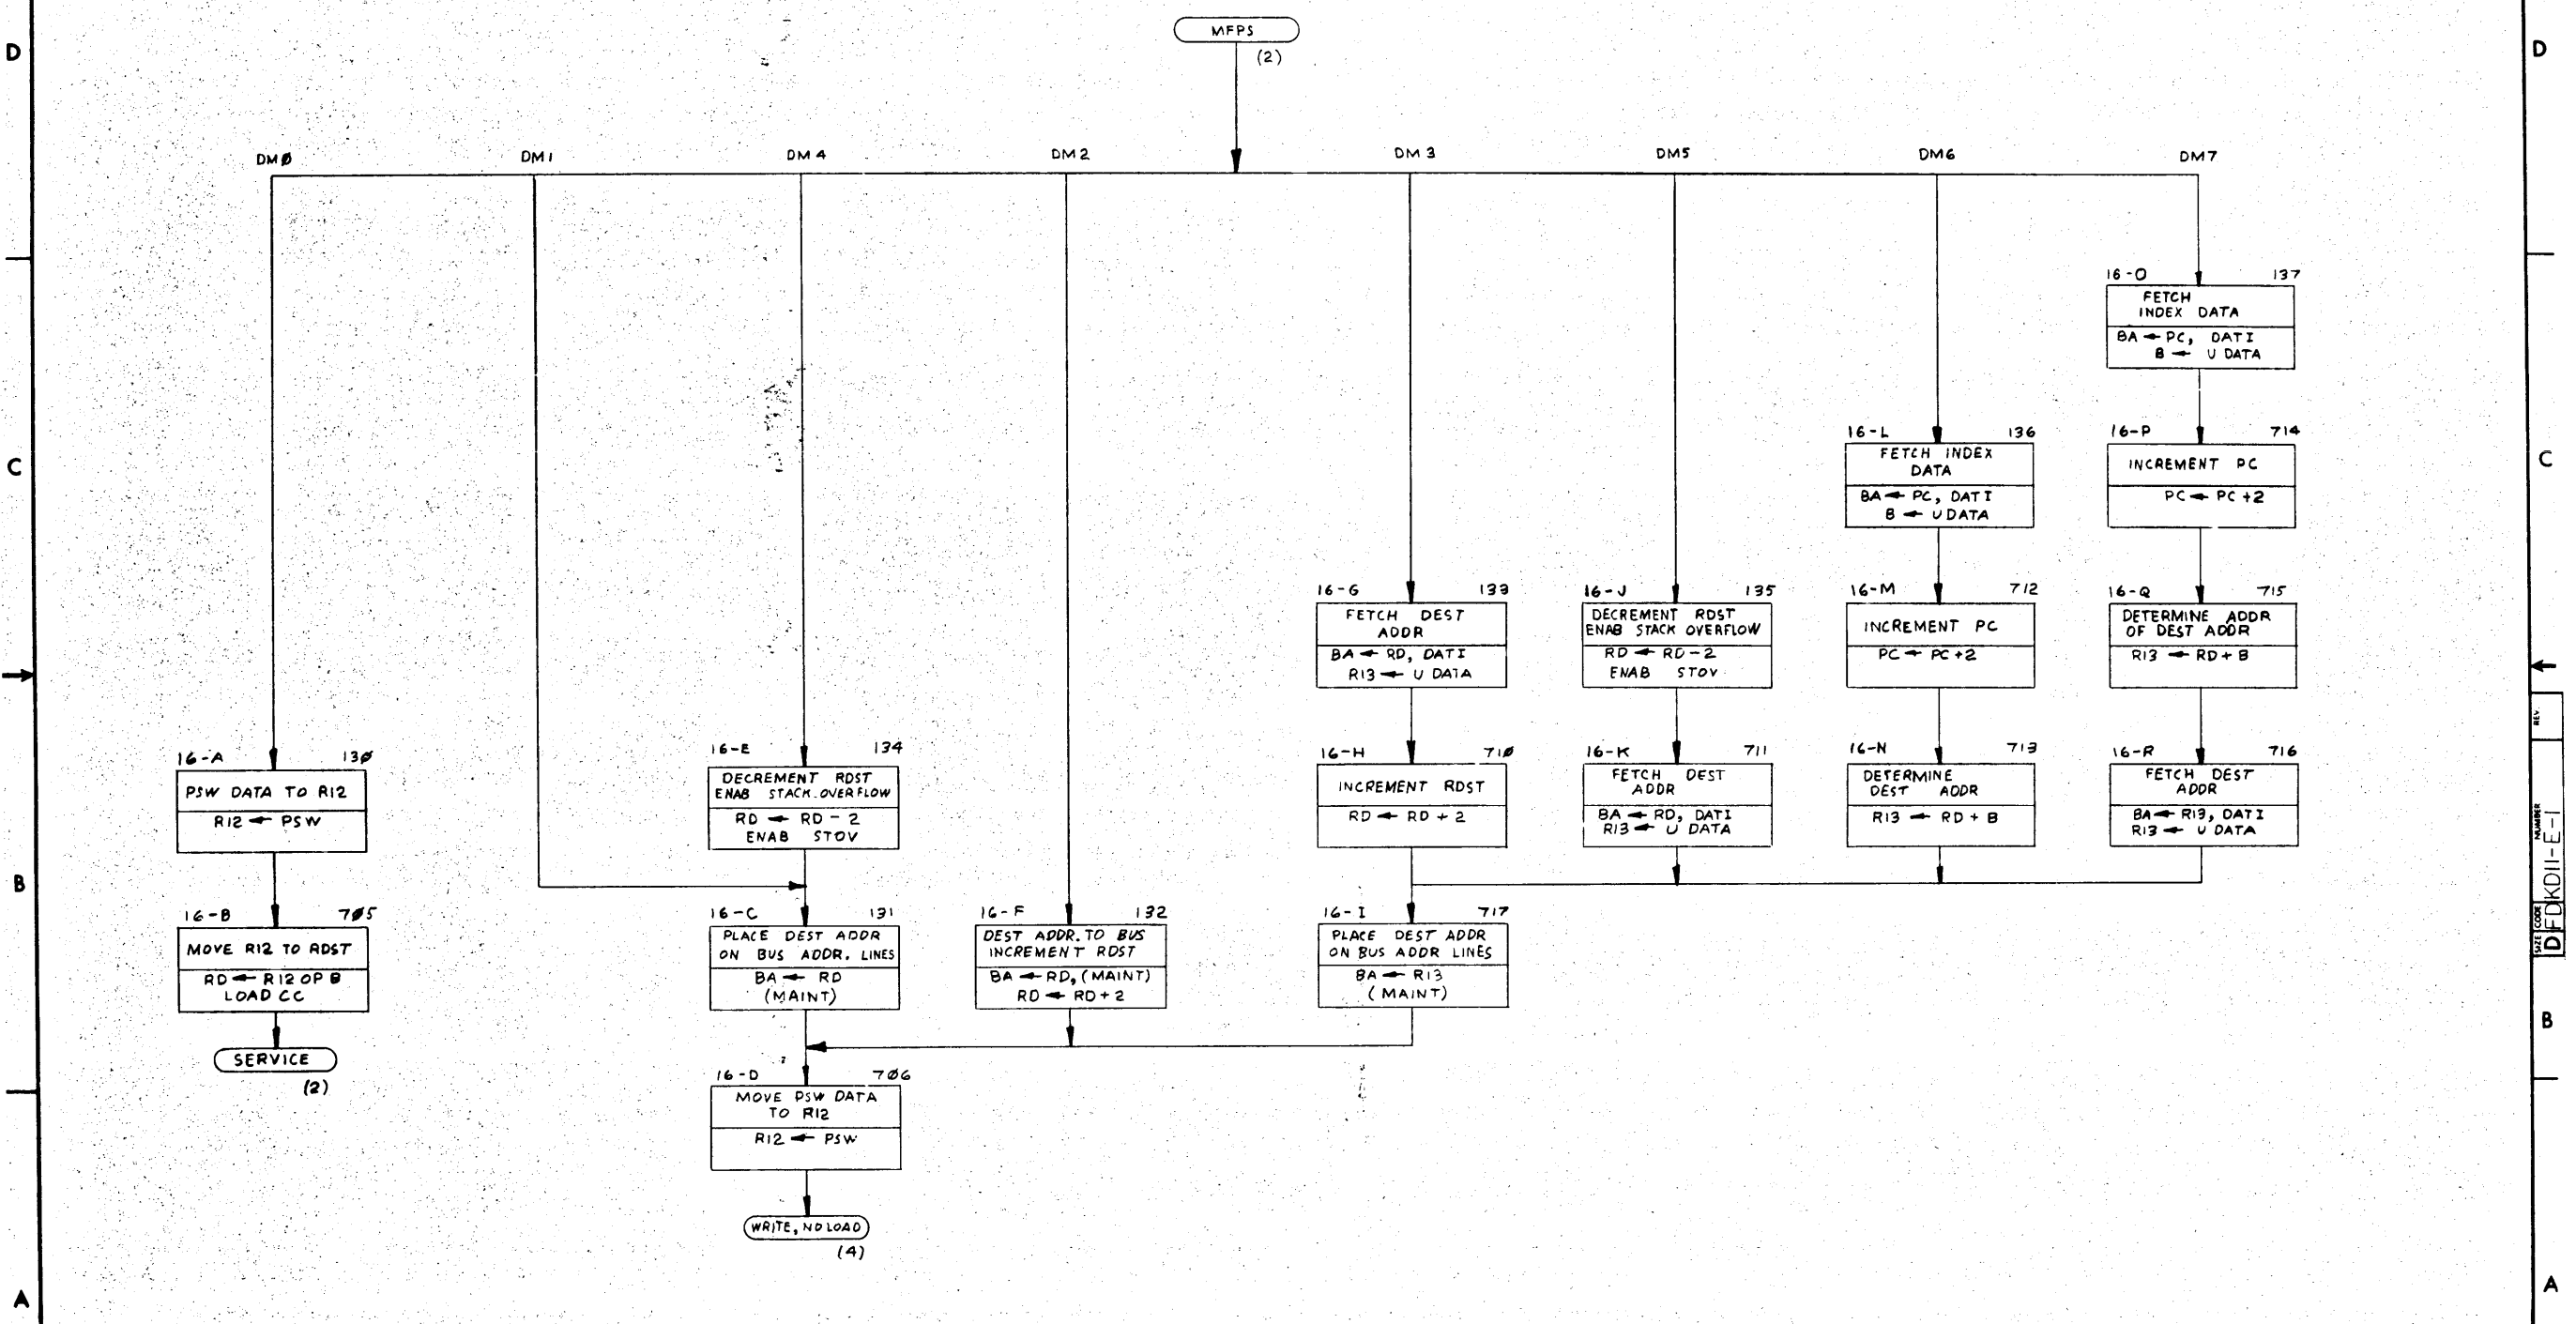 D
D
MFPS
(2)
DMØ
DM1
DM4
DM2
DM3
DM5
DM6
DM7
16-O 137
FETCH
INDEX DATA
BA ← PC, DATI
B ← U DATA
C
C
16-L 136
FETCH INDEX
DATA
BA ← PC, DATI
B ← U DATA
16-P 714
INCREMENT PC
PC ← PC+2
16-G 133
FETCH DEST
ADDR
BA ← RD, DATI
R13 ← U DATA
16-J 135
DECREMENT RDST
ENAB STACK OVERFLOW
RD ← RD-2
ENAB STOV
16-M 712
INCREMENT PC
PC ← PC+2
16-Q 715
DETERMINE ADDR
OF DEST ADDR
R13 ← RD+B
16-A 13Ø
PSW DATA TO R12
R12 ← PSW
16-E 134
DECREMENT RDST
ENAB STACK OVERFLOW
RD ← RD-2
ENAB STOV
16-H 71Ø
INCREMENT RDST
RD ← RD+2
16-K 711
FETCH DEST
ADDR
BA ← RD, DATI
R13 ← U DATA
16-N 713
DETERMINE
DEST ADDR
R13 ← RD+B
16-R 716
FETCH DEST
ADDR
BA ← R13, DATI
R13 ← U DATA
B
B
16-B 7Ø5
MOVE R12 TO RDST
RD ← R12 OP B
LOAD CC
16-C 131
PLACE DEST ADDR
ON BUS ADDR. LINES
BA ← RD
(MAINT)
16-F 132
DEST ADDR. TO BUS
INCREMENT RDST
BA ← RD, (MAINT)
RD ← RD+2
16-I 717
PLACE DEST ADDR
ON BUS ADDR LINES
BA ← R13
(MAINT)
SERVICE
(2)
16-D 7Ø6
MOVE PSW DATA
TO R12
R12 ← PSW
WRITE, NO LOAD
(4)
A
A
REV.
NUMBER
KD11-E-1
SIZE CODE
D FD